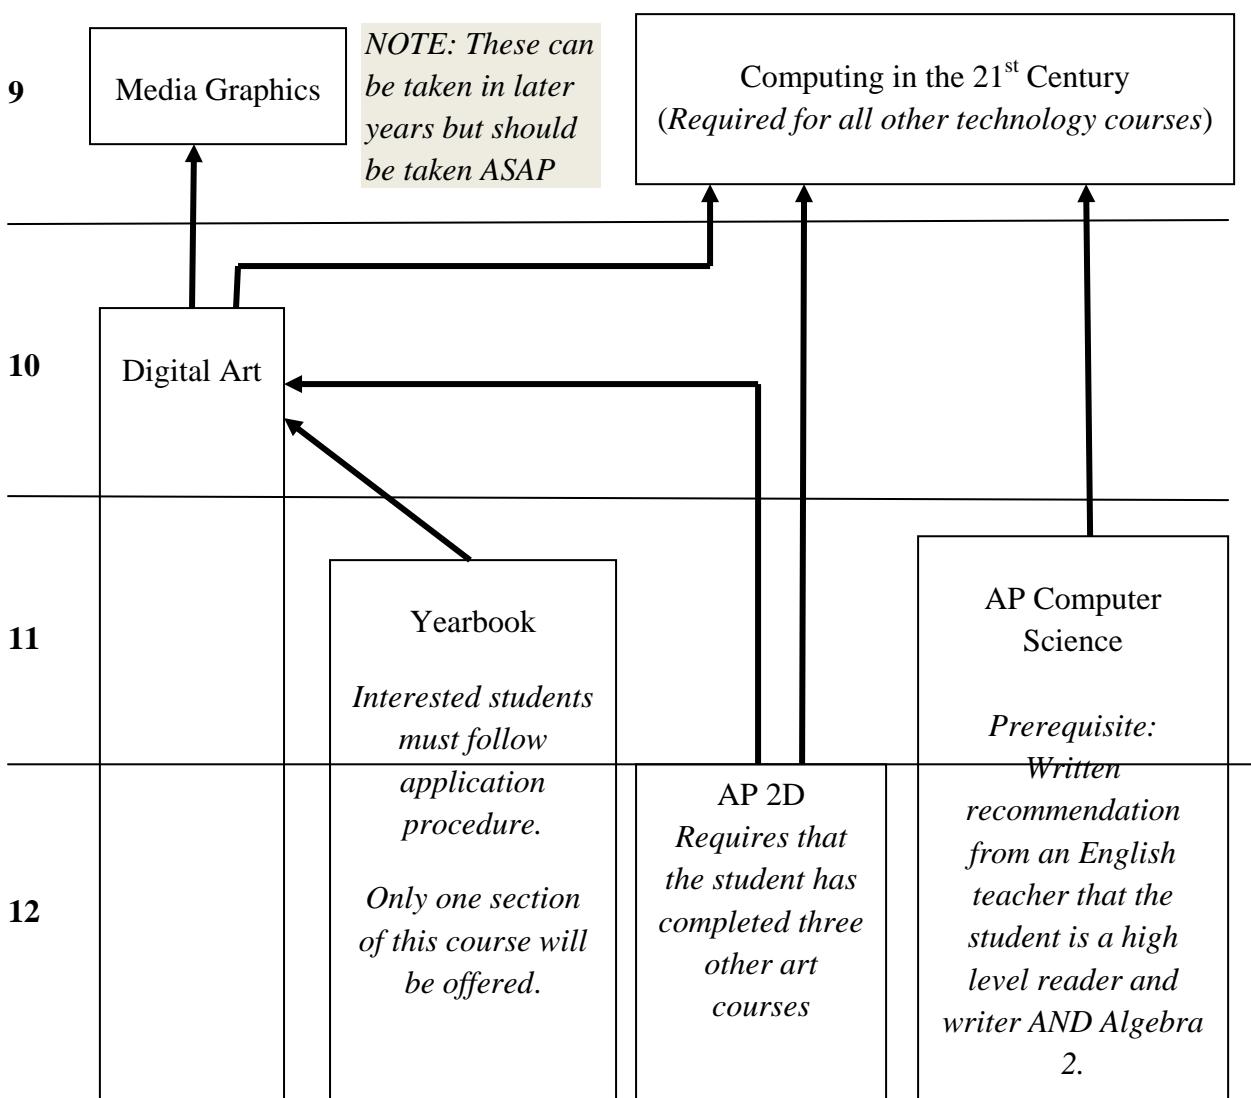 9
Media Graphics
NOTE: These can
be taken in later
years but should
be taken ASAP
Computing in the 21st Century
(Required for all other technology courses)
10
Digital Art
11
Yearbook
Interested students
must follow
application
procedure.
Only one section
of this course will
be offered.
AP Computer
Science
Prerequisite:
Written
recommendation
from an English
teacher that the
student is a high
level reader and
writer AND Algebra
2.
12
AP 2D
Requires that
the student has
completed three
other art
courses